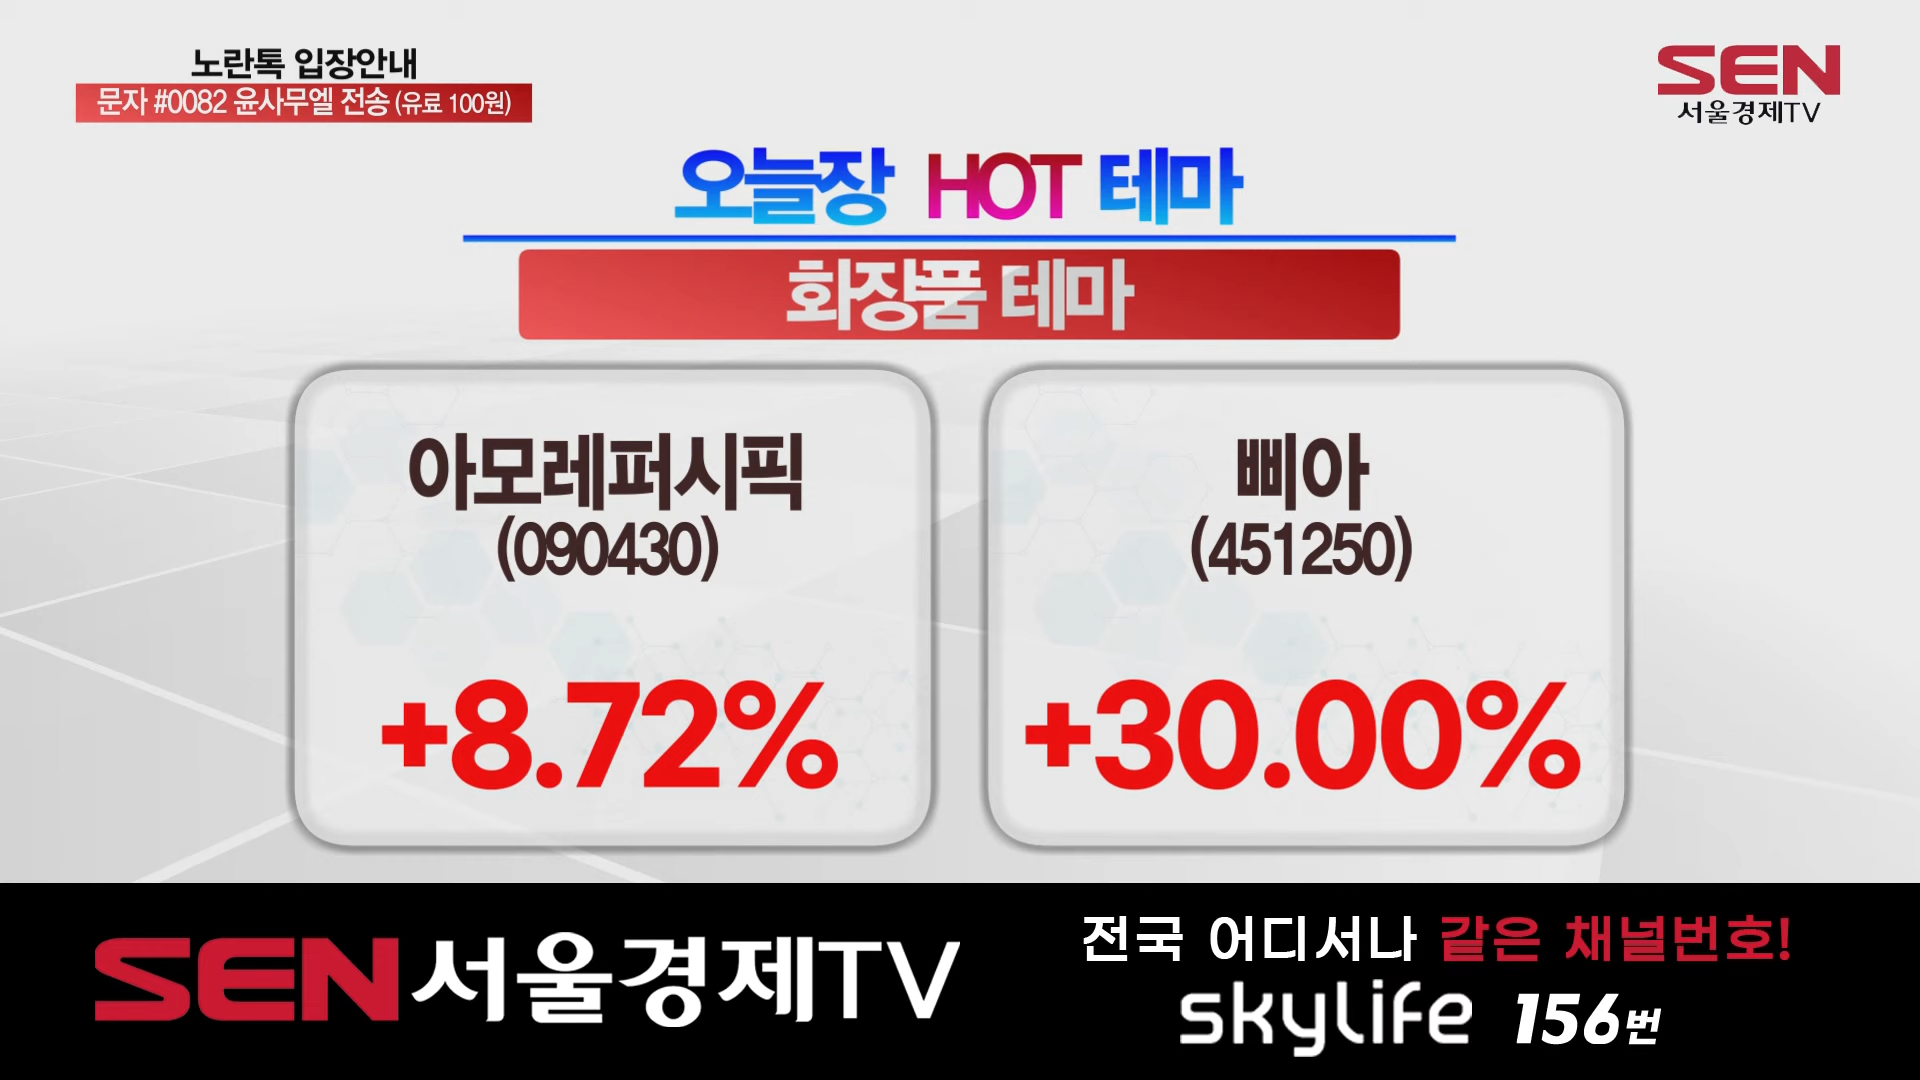 노란톡 입장안내
문자 #0082 윤사무엘 전송 (유료 100원)
SEN
서울경제TV
오늘장 HOT 테마
화장품 테마
아모레퍼시픽
(090430)
+8.72%
삐아
(451250)
+30.00%
SEN 서울경제TV
전국 어디서나 같은 채널번호!
skylife 156번